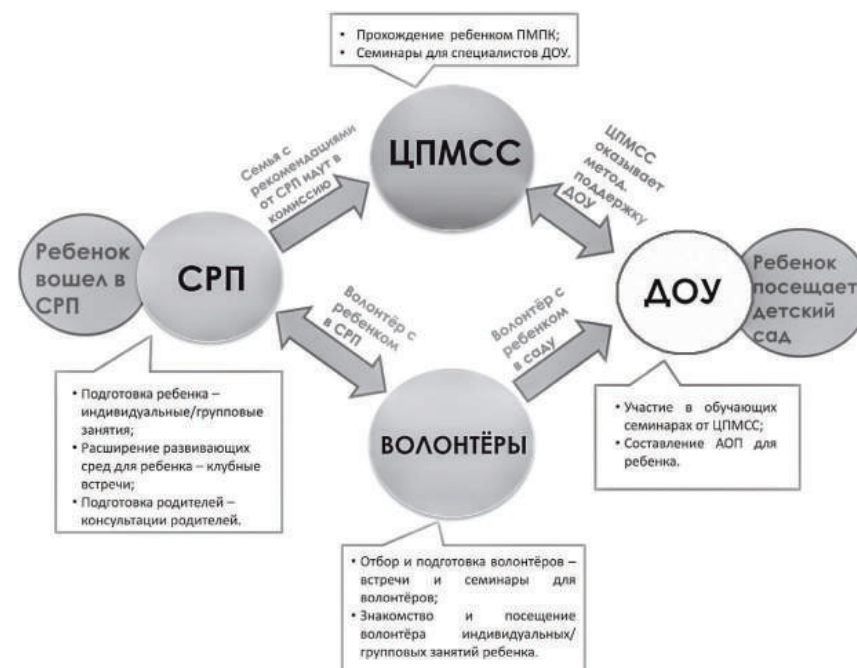 • Прохождение ребенком ПМПК;
• Семинары для специалистов ДОУ.
ЦПМСС
Семья с
рекомендациями
от СРП идут в
комиссию
ЦПМСС
оказывает
метод.
поддержку
ДОУ
Ребенок
вошел в
СРП
СРП
ДОУ
Ребенок
посещает
детский
сад
Волонтёр с
ребенком
в СРП
Волонтёр с
ребенком
в саду
• Подготовка ребенка –
индивидуальные/групповые
занятия;
• Расширение развивающих
сред для ребенка – клубные
встречи;
• Подготовка родителей –
консультации родителей.
ВОЛОНТЁРЫ
• Участие в обучающих
семинарах от ЦПМСС;
• Составление АОП для
ребенка.
• Отбор и подготовка волонтёров –
встречи и семинары для
волонтёров;
• Знакомство и посещение
волонтёра индивидуальных/
групповых занятий ребенка.